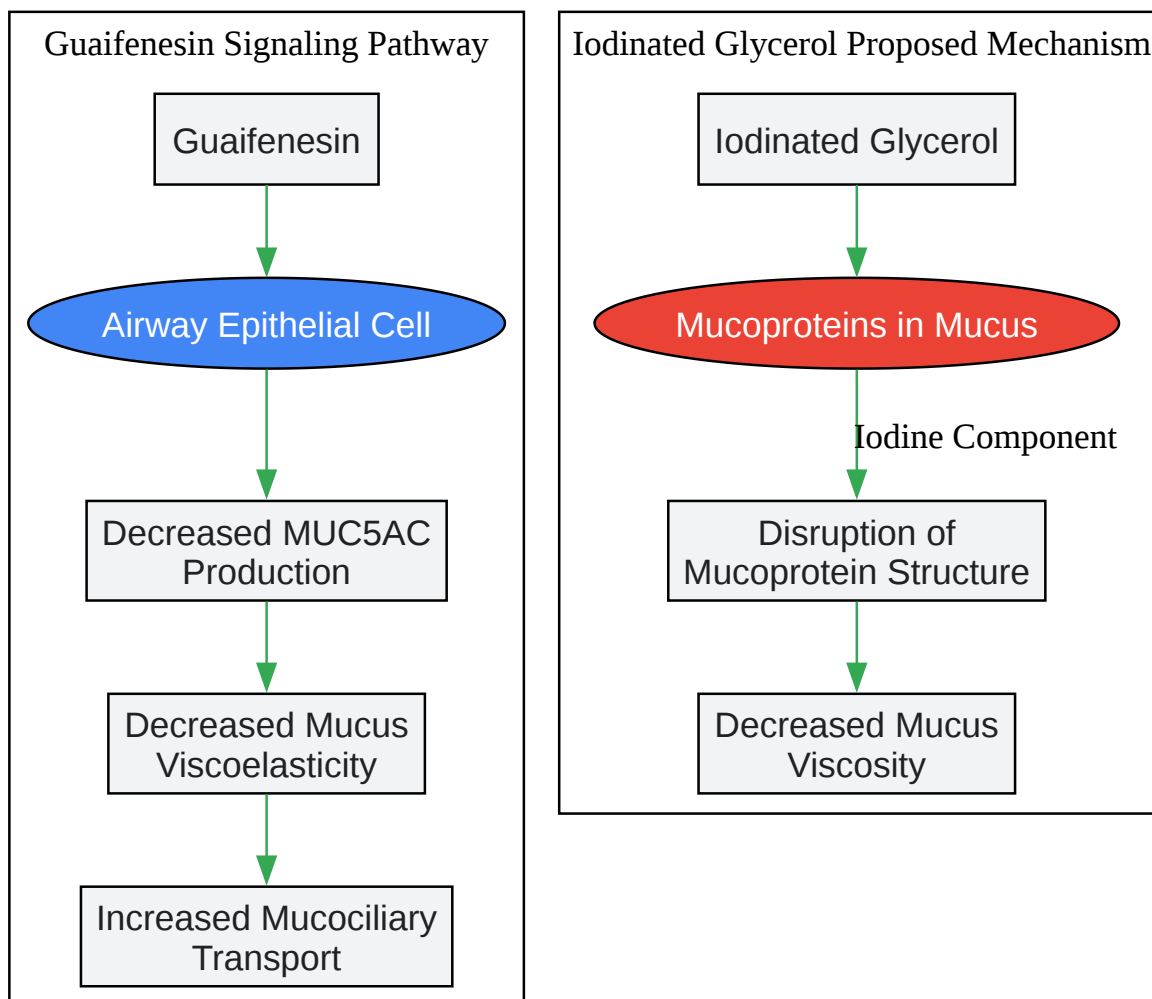 Guaifenesin Signaling Pathway
Guaifenesin
Airway Epithelial Cell
Decreased MUC5AC
Production
Decreased Mucus
Viscoelasticity
Increased Mucociliary
Transport
Iodinated Glycerol Proposed Mechanism
Iodinated Glycerol
Mucoproteins in Mucus
Iodine Component
Disruption of
Mucoprotein Structure
Decreased Mucus
Viscosity